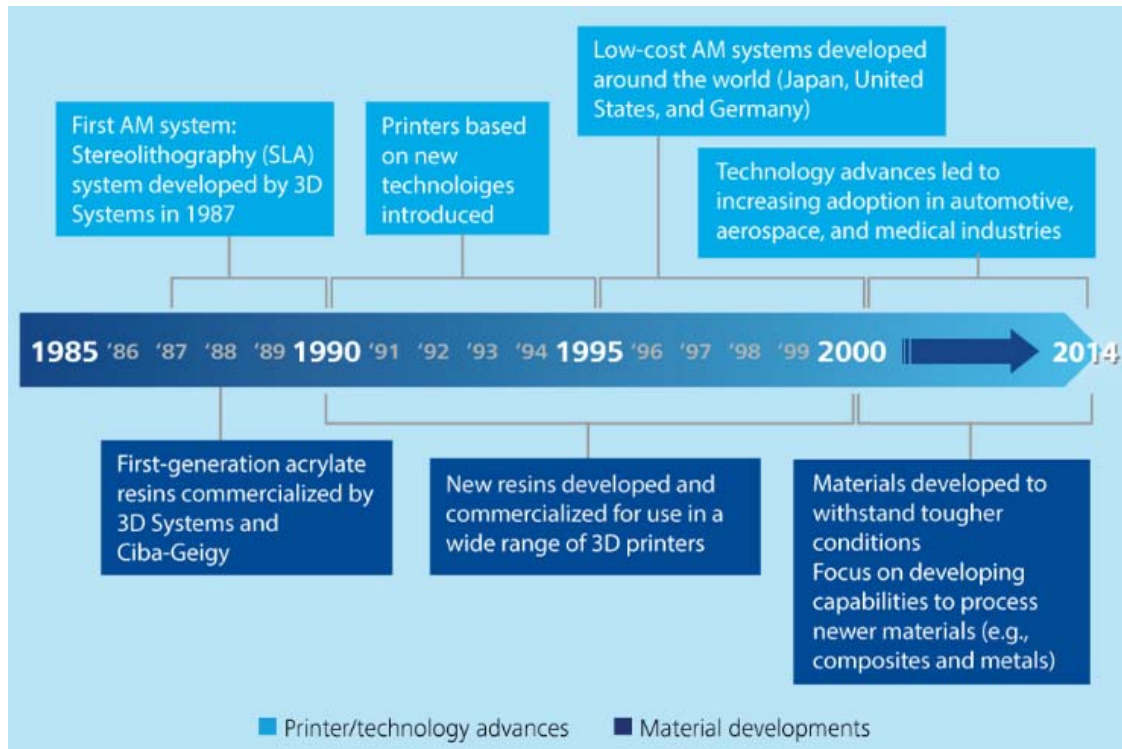 Low-cost AM systems developed
around the world (Japan, United
States, and Germany)
First AM system:
Stereolithography (SLA)
system developed by 3D
Systems in 1987
Printers based
on new
technoloiges
introduced
Technology advances led to
increasing adoption in automotive,
aerospace, and medical industries
1985 '86 '87 '88 '89 1990 '91 '92 '93 '94 1995 '96 '97 '98 '99 2000 2014
First-generation acrylate
resins commercialized by
3D Systems and
Ciba-Geigy
New resins developed and
commercialized for use in a
wide range of 3D printers
Materials developed to
withstand tougher
conditions
Focus on developing
capabilities to process
newer materials (e.g.,
composites and metals)
Printer/technology advances Material developments